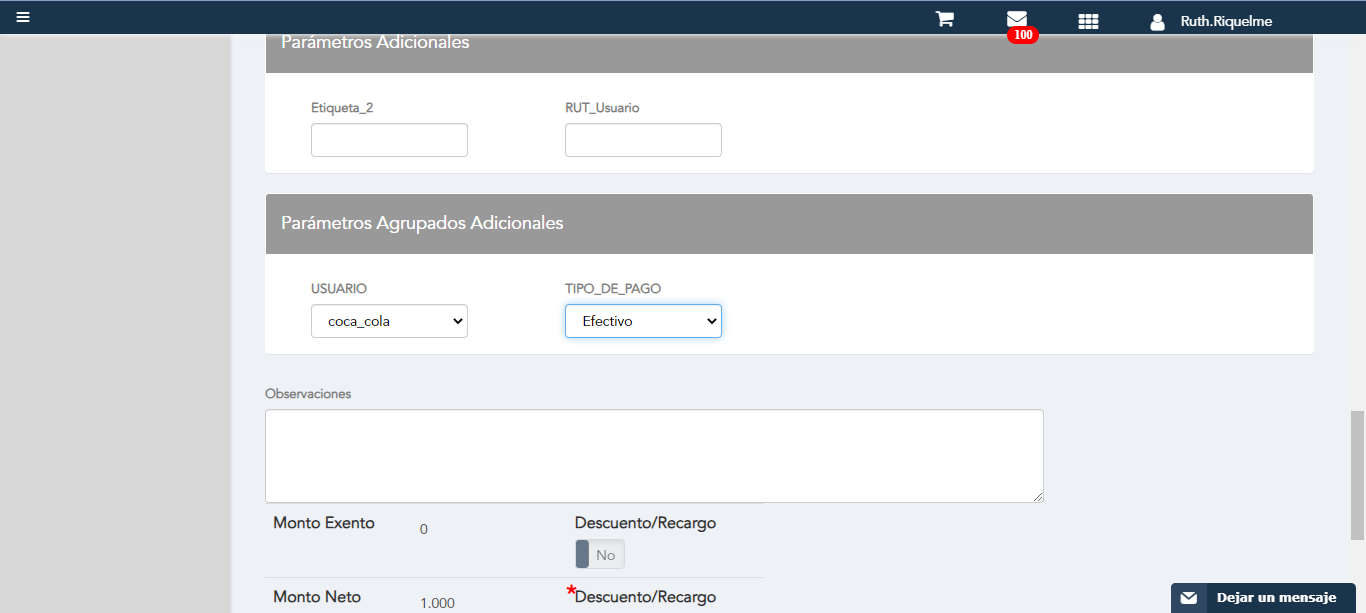 Ruth.Riquelme
100
Parámetros Adicionales
Etiqueta_2 RUT_Usuario
Parámetros Agrupados Adicionales
USUARIO TIPO_DE_PAGO
coca_cola Efectivo
Observaciones
Monto Exento 0 Descuento/Recargo
No
Monto Neto 1.000 *Descuento/Recargo
Dejar un mensaje